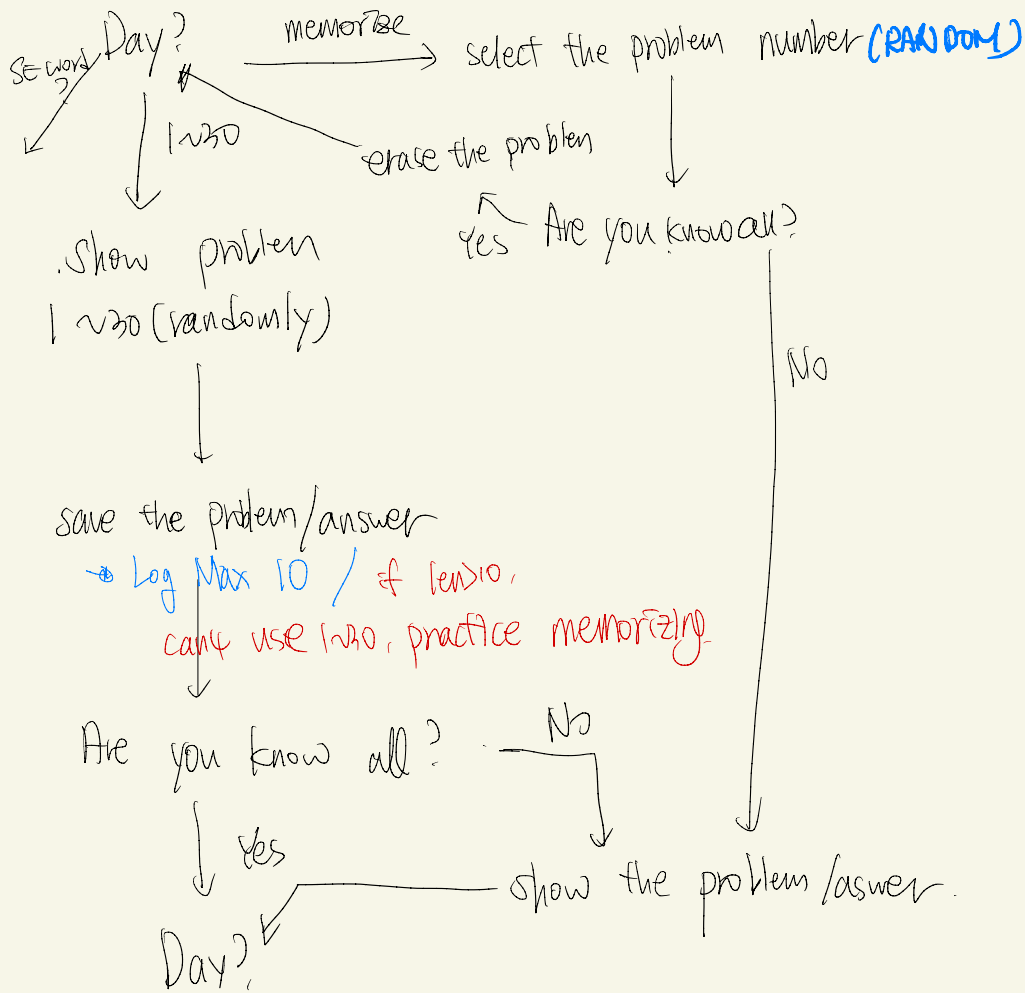 Day?
memorize
select the problem number (RANDOM)
SE word
?
1~30
erase the problem
Yes
Are you know all?
.show problem
1~30 (randomly)
No
save the problem/answer
→ Log Max 10 / if len>10,
can't use 1~30, practice memorizing.
Are you know all?
No
Yes
show the problem/aswer.
Day?